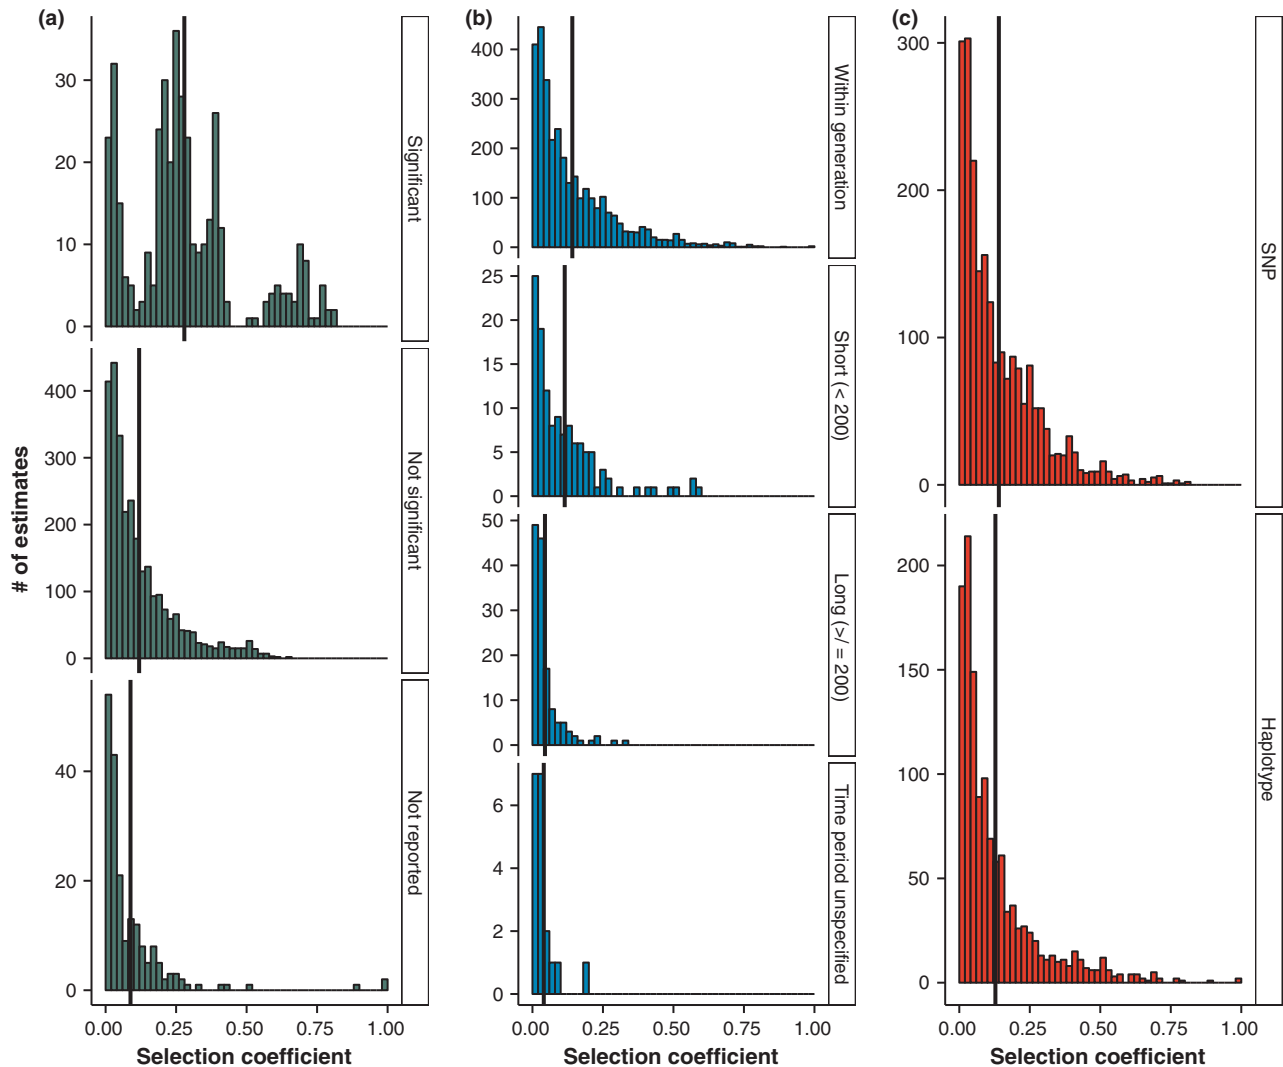 (a)
30
20
10
0
Significant
400
300
200
100
0
Not significant
40
20
0
Not reported
# of estimates
0.00 0.25 0.50 0.75 1.00
Selection coefficient
(b)
400
300
200
100
0
Within generation
25
20
15
10
5
0
Short (< 200)
50
40
30
20
10
0
Long (>/ = 200)
6
4
2
0
Time period unspecified
0.00 0.25 0.50 0.75 1.00
Selection coefficient
(c)
300
200
100
0
SNP
200
150
100
50
0
Haplotype
0.00 0.25 0.50 0.75 1.00
Selection coefficient